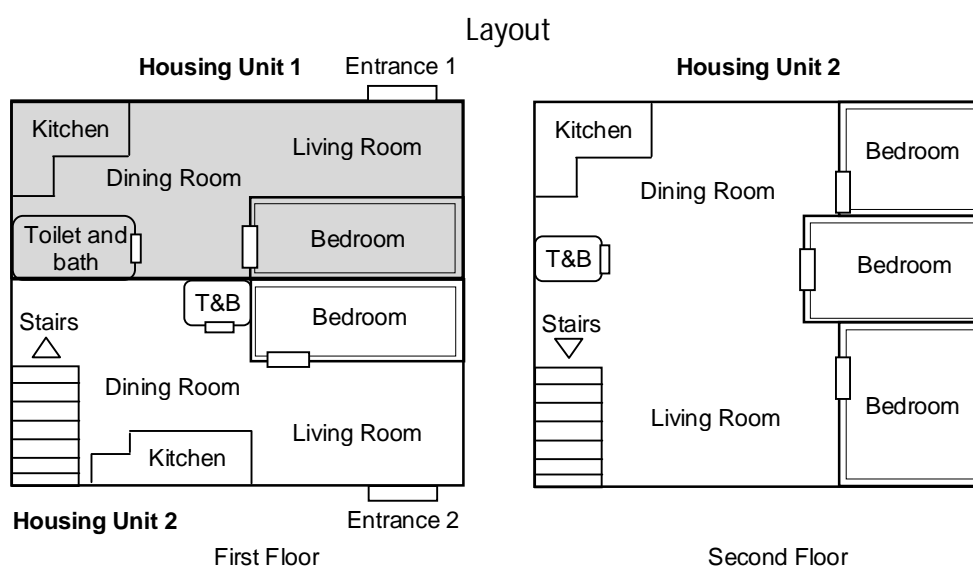 Layout
Housing Unit 1
Entrance 1
Housing Unit 2
Kitchen
Living Room
Dining Room
Toilet and
bath
Bedroom
T&B
Bedroom
Stairs
Dining Room
Living Room
Kitchen
Housing Unit 2
Entrance 2
First Floor
Kitchen
Bedroom
Dining Room
T&B
Bedroom
Stairs
Living Room
Bedroom
Second Floor